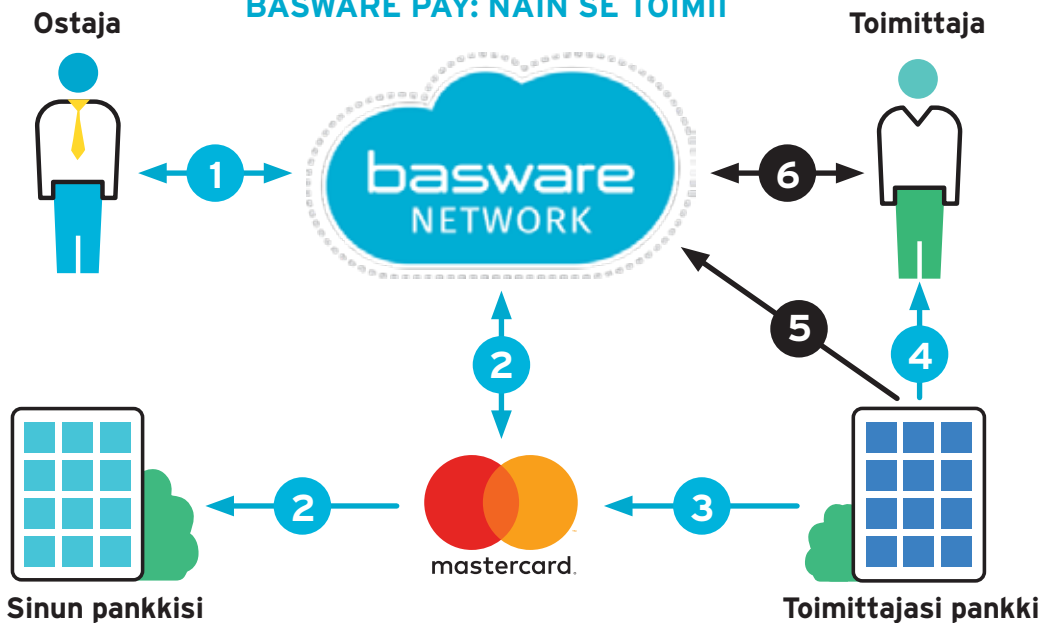 BASWARE PAY: NÄIN SE TOIMII
Ostaja
Toimittaja
1
basware
NETWORK
6
5
2
4
2
3
mastercard.
Sinun pankkisi
Toimittajasi pankki